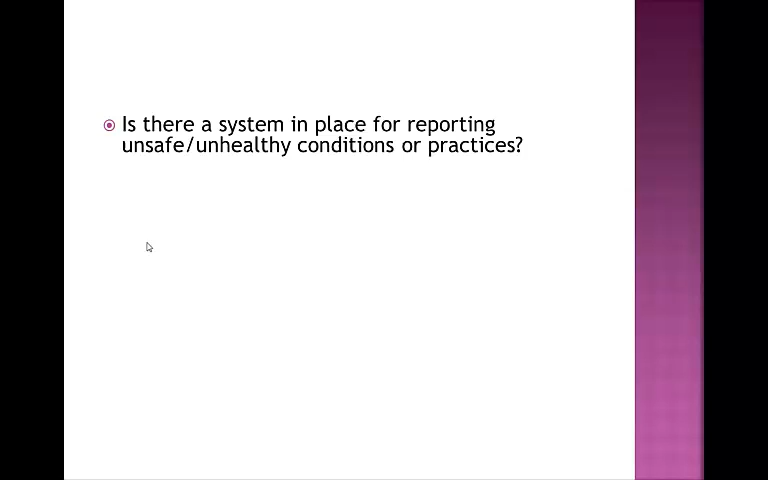 Is there a system in place for reporting
unsafe/unhealthy conditions or practices?